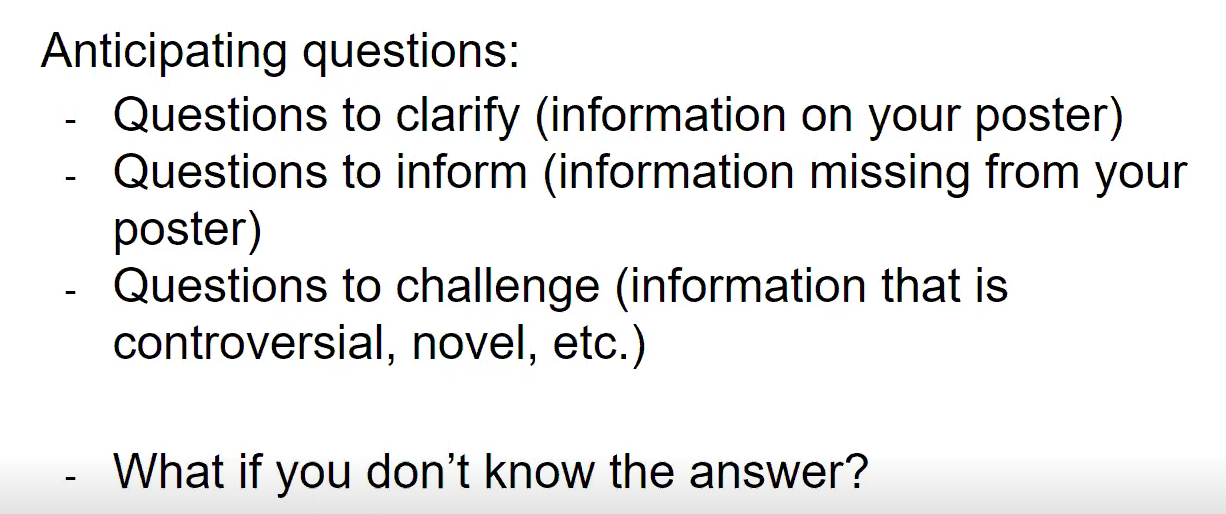 Anticipating questions:
- Questions to clarify (information on your poster)
- Questions to inform (information missing from your
poster)
- Questions to challenge (information that is
controversial, novel, etc.)
- What if you don’t know the answer?